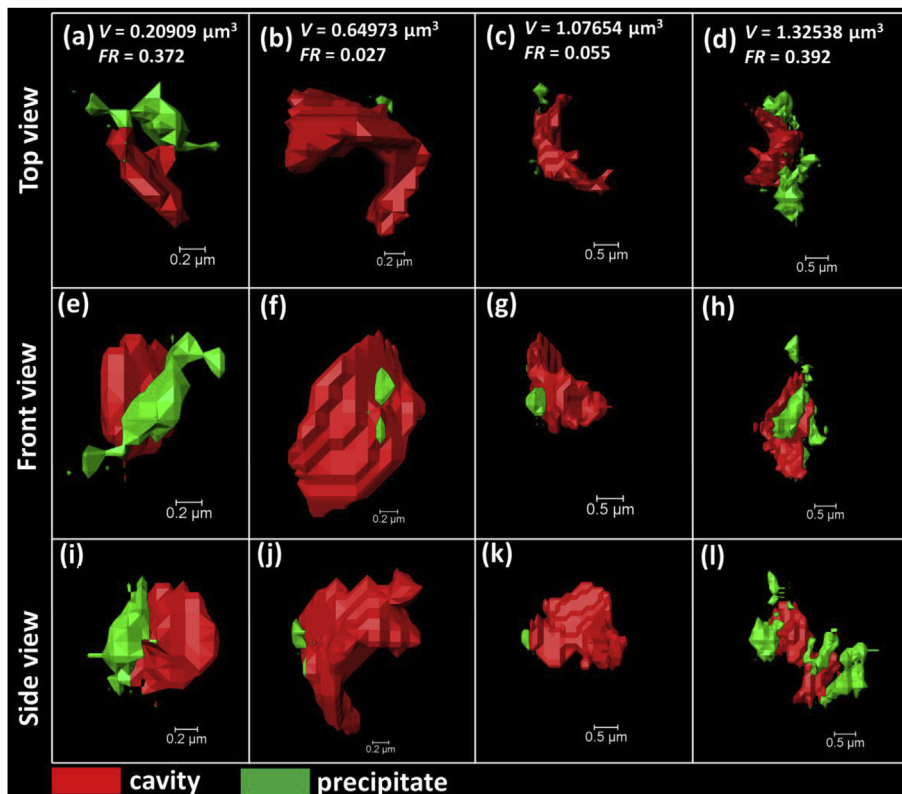 Top view
(a) V = 0.20909 µm³
FR = 0.372
0.2 µm
(b) V = 0.64973 µm³
FR = 0.027
0.2 µm
(c) V = 1.07654 µm³
FR = 0.055
0.5 µm
(d) V = 1.32538 µm³
FR = 0.392
0.5 µm
Front view
(e)
0.2 µm
(f)
0.2 µm
(g)
0.5 µm
(h)
0.5 µm
Side view
(i)
0.2 µm
(j)
0.2 µm
(k)
0.5 µm
(l)
0.5 µm
cavity
precipitate